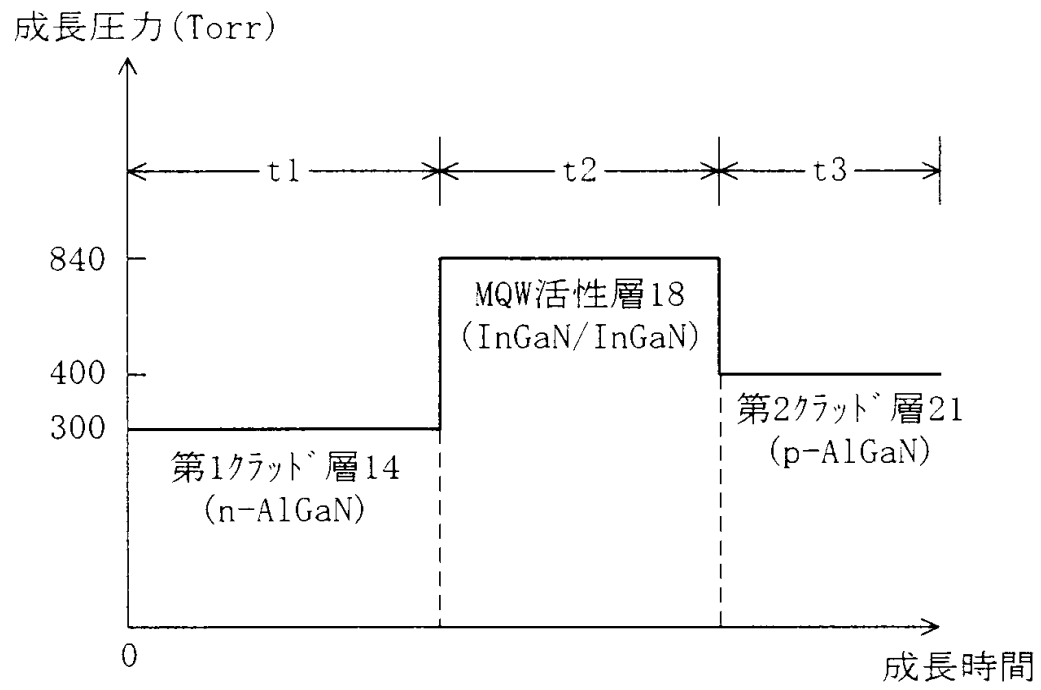 成長圧力(Torr)
t1
t2
t3
840
MQW活性層18
(InGaN/InGaN)
400
第2ｸﾗｯﾄﾞ層21
(p-AlGaN)
300
第1ｸﾗｯﾄﾞ層14
(n-AlGaN)
0
成長時間